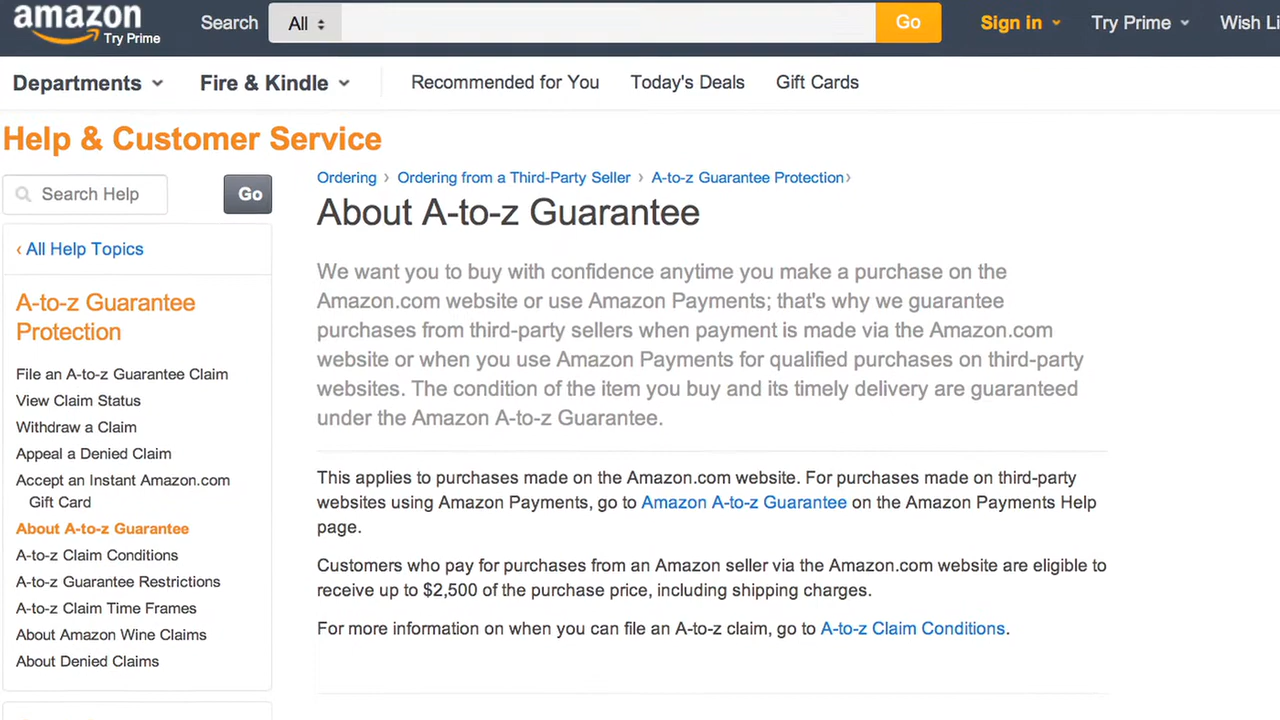 amazon
Try Prime
Search
All
Go
Sign in
Try Prime
Wish Li
Departments
Fire & Kindle
Recommended for You
Today's Deals
Gift Cards
Help & Customer Service
Search Help
Go
‹ All Help Topics
A-to-z Guarantee
Protection
File an A-to-z Guarantee Claim
View Claim Status
Withdraw a Claim
Appeal a Denied Claim
Accept an Instant Amazon.com
Gift Card
About A-to-z Guarantee
A-to-z Claim Conditions
A-to-z Guarantee Restrictions
A-to-z Claim Time Frames
About Amazon Wine Claims
About Denied Claims
Ordering › Ordering from a Third-Party Seller › A-to-z Guarantee Protection›
About A-to-z Guarantee
We want you to buy with confidence anytime you make a purchase on the
Amazon.com website or use Amazon Payments; that's why we guarantee
purchases from third-party sellers when payment is made via the Amazon.com
website or when you use Amazon Payments for qualified purchases on third-party
websites. The condition of the item you buy and its timely delivery are guaranteed
under the Amazon A-to-z Guarantee.
This applies to purchases made on the Amazon.com website. For purchases made on third-party
websites using Amazon Payments, go to Amazon A-to-z Guarantee on the Amazon Payments Help
page.
Customers who pay for purchases from an Amazon seller via the Amazon.com website are eligible to
receive up to $2,500 of the purchase price, including shipping charges.
For more information on when you can file an A-to-z claim, go to A-to-z Claim Conditions.